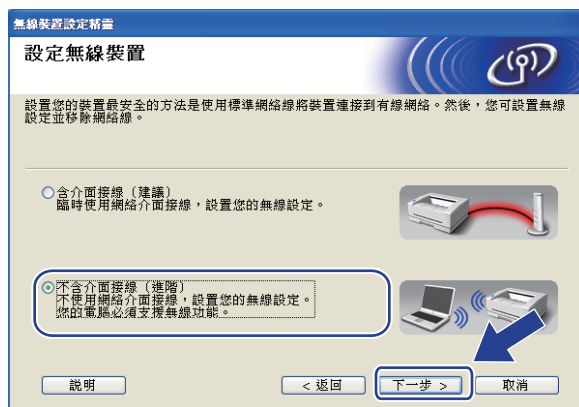 無線裝置設定精靈
設定無線裝置
設置您的裝置最安全的方法是使用標準網絡線將裝置連接到有線網絡。然後，您可設置無線
設定並移除網絡線。
含介面接線（建議）
臨時使用網絡介面接線，設置您的無線設定。
不含介面接線（進階）
不使用網絡介面接線，設置您的無線設定。
您的電腦必須支援無線功能。
説明
< 返回
下一步 >
取消